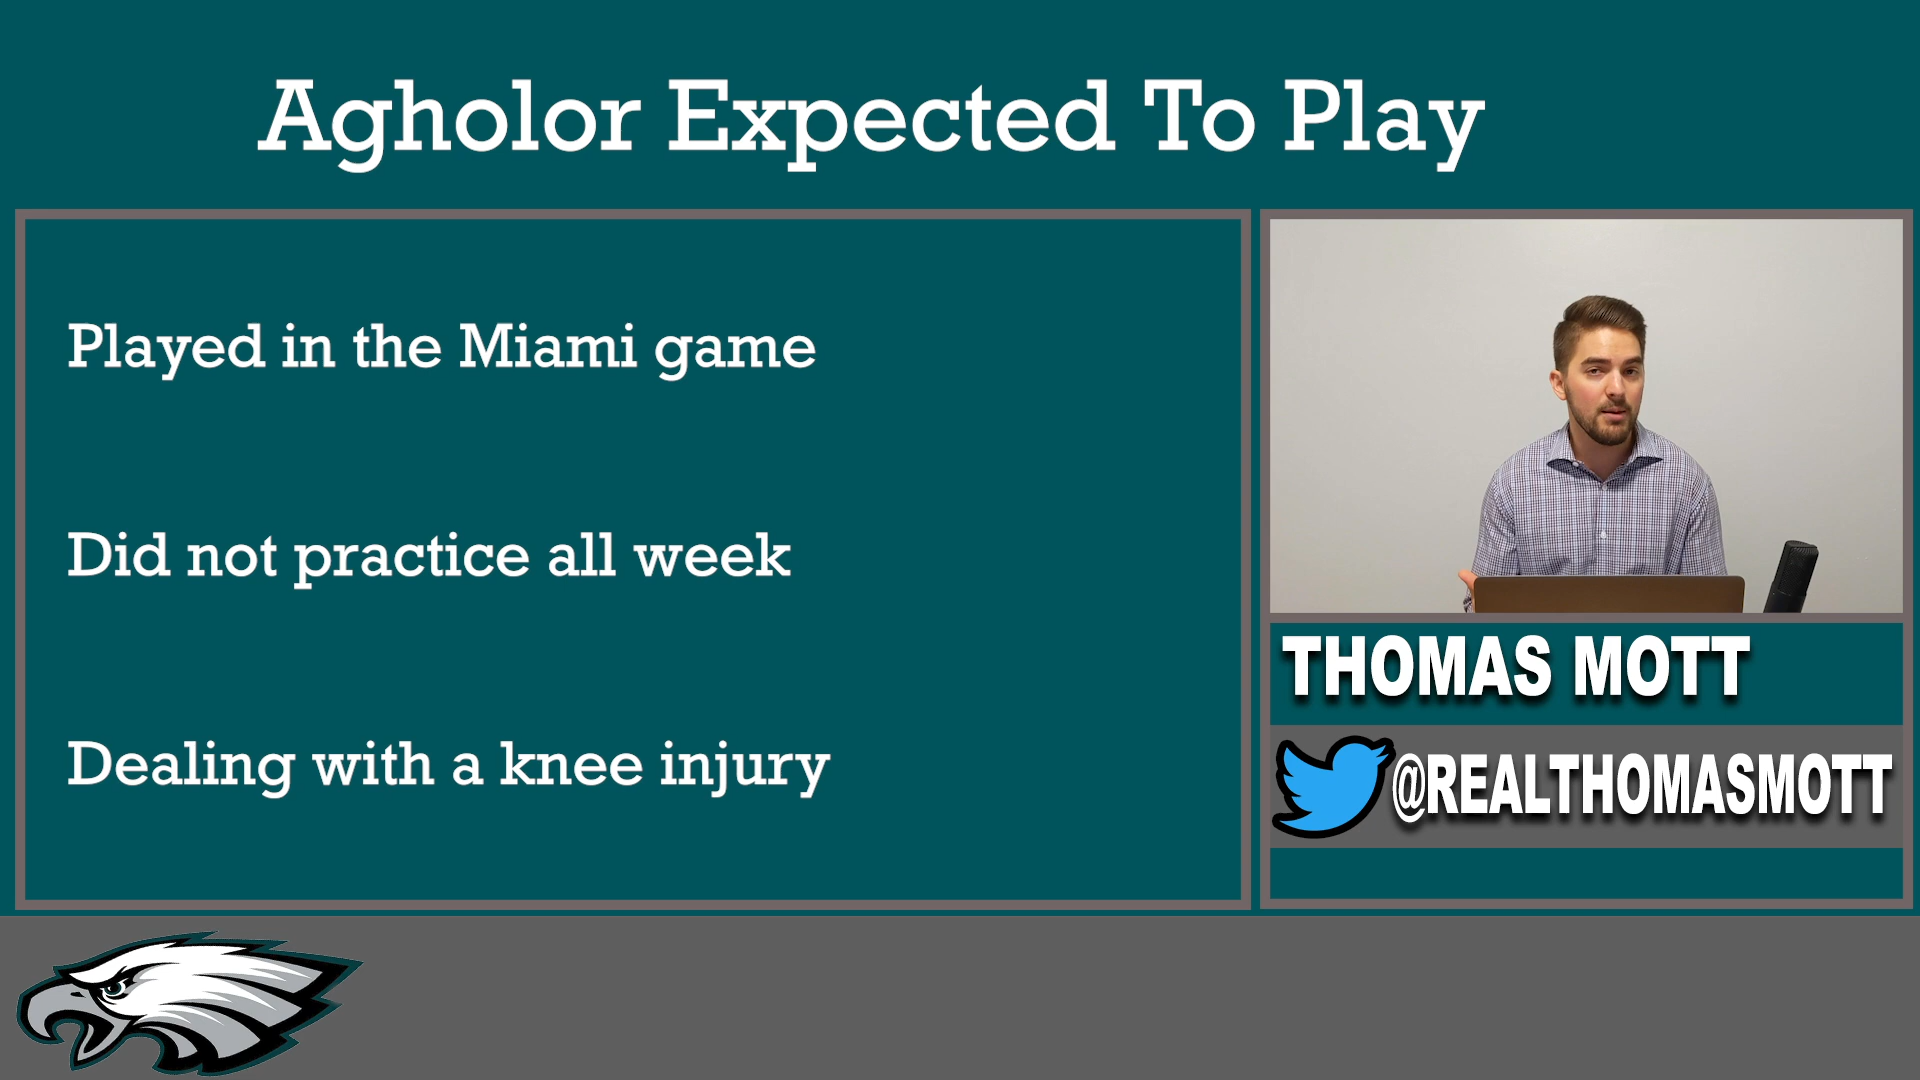 Agholor Expected To Play
Played in the Miami game
Did not practice all week
Dealing with a knee injury
THOMAS MOTT
@REALTHOMASMOTT